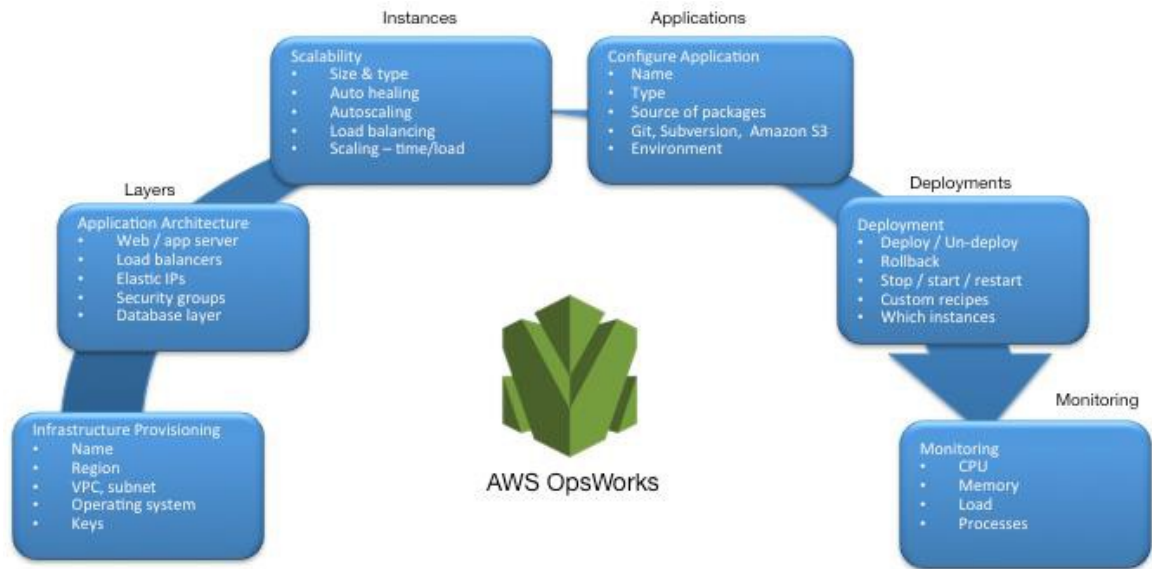 Instances
Scalability
• Size & type
• Auto healing
• Autoscaling
• Load balancing
• Scaling – time/load
Applications
Configure Application
• Name
• Type
• Source of packages
• Git, Subversion, Amazon S3
• Environment
Layers
Application Architecture
• Web / app server
• Load balancers
• Elastic IPs
• Security groups
• Database layer
Deployments
Deployment
• Deploy / Un-deploy
• Rollback
• Stop / start / restart
• Custom recipes
• Which instances
Infrastructure Provisioning
• Name
• Region
• VPC, subnet
• Operating system
• Keys
AWS OpsWorks
Monitoring
Monitoring
• CPU
• Memory
• Load
• Processes